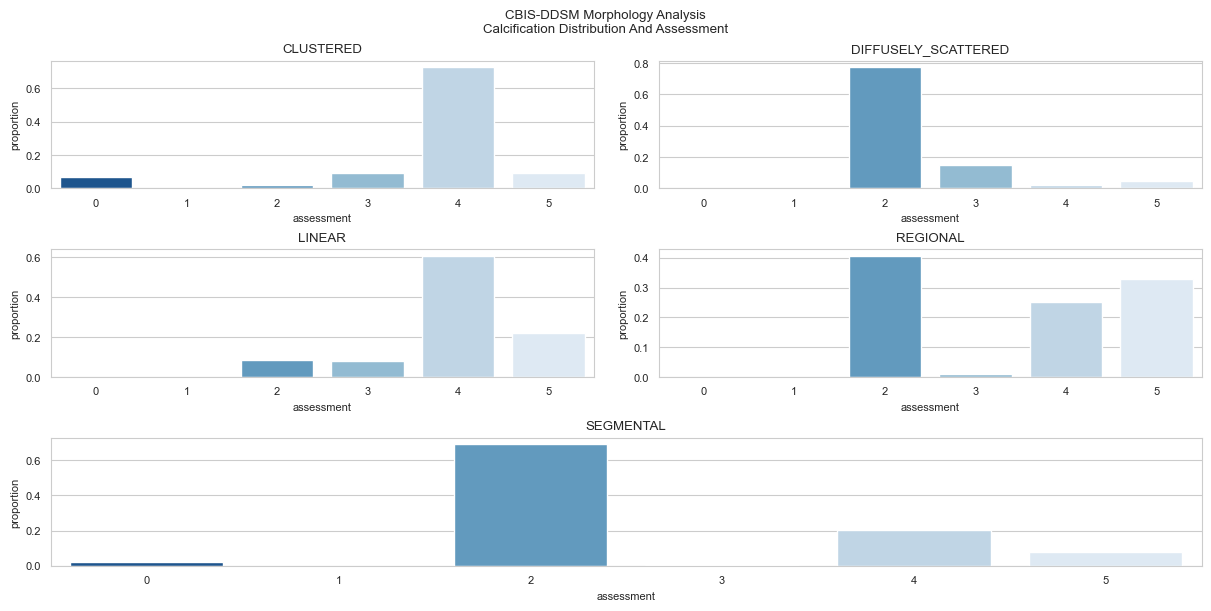 CBIS-DDSM Morphology Analysis
Calcification Distribution And Assessment
CLUSTERED
proportion
0.6
0.4
0.2
0.0
0 1 2 3 4 5
assessment
DIFFUSELY_SCATTERED
proportion
0.8
0.6
0.4
0.2
0.0
0 1 2 3 4 5
assessment
LINEAR
proportion
0.6
0.4
0.2
0.0
0 1 2 3 4 5
assessment
REGIONAL
proportion
0.4
0.3
0.2
0.1
0.0
0 1 2 3 4 5
assessment
SEGMENTAL
proportion
0.6
0.4
0.2
0.0
0 1 2 3 4 5
assessment